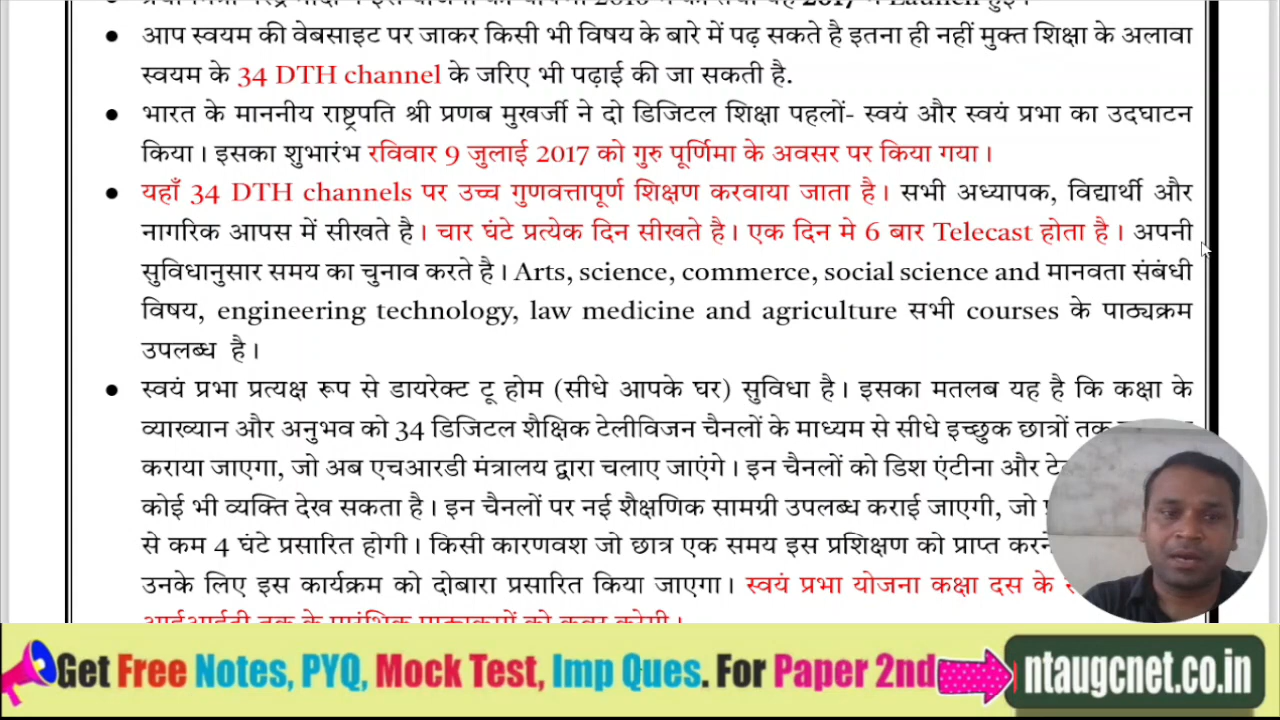 2017 में Launch हुई।
आप स्वयम की वेबसाइट पर जाकर किसी भी विषय के बारे में पढ़ सकते है इतना ही नहीं मुक्त शिक्षा के अलावा
स्वयम के 34 DTH channel के जरिए भी पढ़ाई की जा सकती है.
भारत के माननीय राष्ट्रपति श्री प्रणब मुखर्जी ने दो डिजिटल शिक्षा पहलों- स्वयं और स्वयं प्रभा का उदघाटन
किया। इसका शुभारंभ रविवार 9 जुलाई 2017 को गुरु पूर्णिमा के अवसर पर किया गया।
यहाँ 34 DTH channels पर उच्च गुणवत्तापूर्ण शिक्षण करवाया जाता है। सभी अध्यापक, विद्यार्थी और
नागरिक आपस में सीखते है। चार घंटे प्रत्येक दिन सीखते है। एक दिन मे 6 बार Telecast होता है। अपनी
सुविधानुसार समय का चुनाव करते है। Arts, science, commerce, social science and मानवता संबंधी
विषय, engineering technology, law medicine and agriculture सभी courses के पाठ्यक्रम
उपलब्ध है।
स्वयं प्रभा प्रत्यक्ष रूप से डायरेक्ट टू होम (सीधे आपके घर) सुविधा है। इसका मतलब यह है कि कक्षा के
व्याख्यान और अनुभव को 34 डिजिटल शैक्षिक टेलीविजन चैनलों के माध्यम से सीधे इच्छुक छात्रों तक
कराया जाएगा, जो अब एचआरडी मंत्रालय द्वारा चलाए जाएंगे। इन चैनलों को डिश एंटीना और
कोई भी व्यक्ति देख सकता है। इन चैनलों पर नई शैक्षणिक सामग्री उपलब्ध कराई जाएगी, जो
से कम 4 घंटे प्रसारित होगी। किसी कारणवश जो छात्र एक समय इस प्रशिक्षण को प्राप्त
उनके लिए इस कार्यक्रम को दोबारा प्रसारित किया जाएगा। स्वयं प्रभा योजना कक्षा दस के
Get Free Notes, PYQ, Mock Test, Imp Ques. For Paper 2nd ntaugcnet.co.in